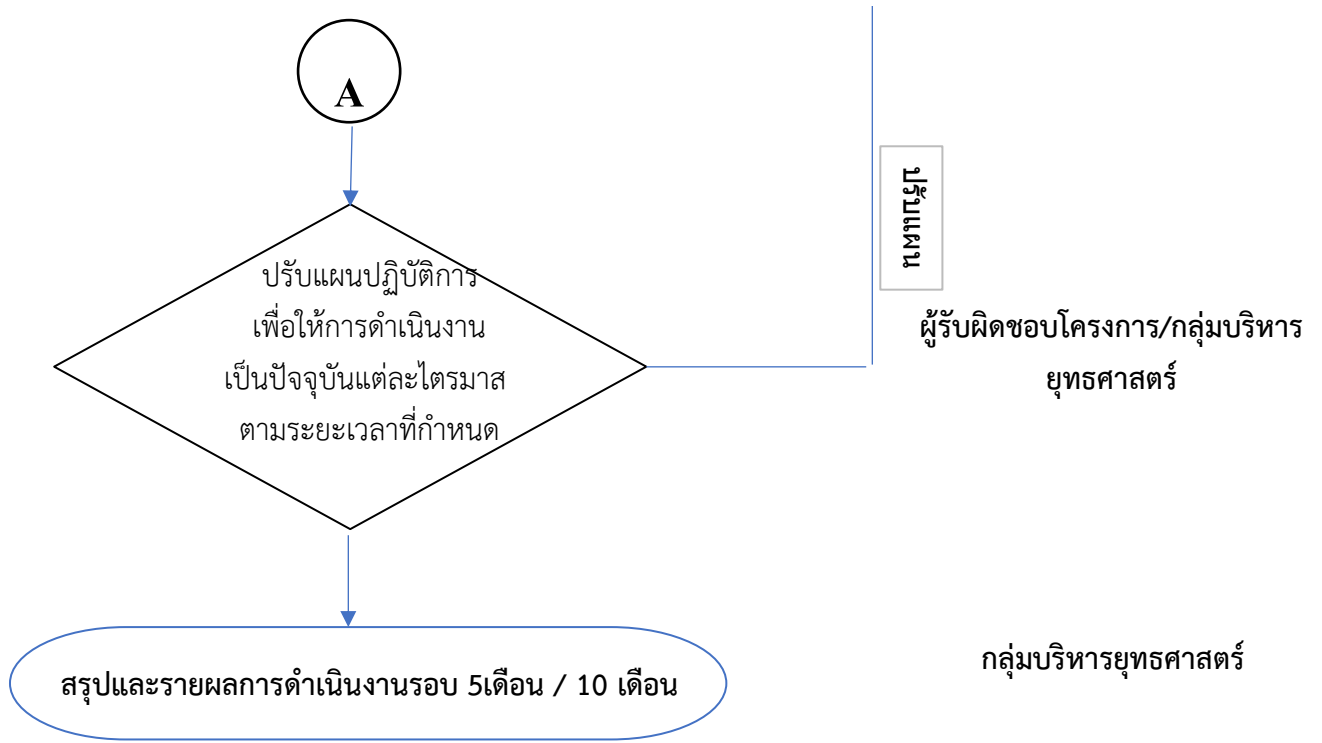 A
ปรับแผน
ปรับแผนปฏิบัติการ
เพื่อให้การดำเนินงาน
เป็นปัจจุบันแต่ละไตรมาส
ตามระยะเวลาที่กำหนด
ผู้รับผิดชอบโครงการ/กลุ่มบริหาร
ยุทธศาสตร์
สรุปและรายผลการดำเนินงานรอบ 5เดือน / 10 เดือน
กลุ่มบริหารยุทธศาสตร์